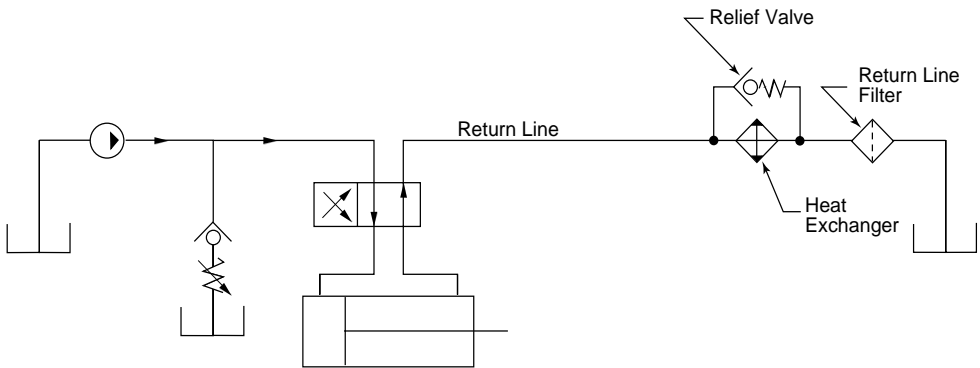 Relief Valve
Return Line
Filter
Return Line
Heat
Exchanger